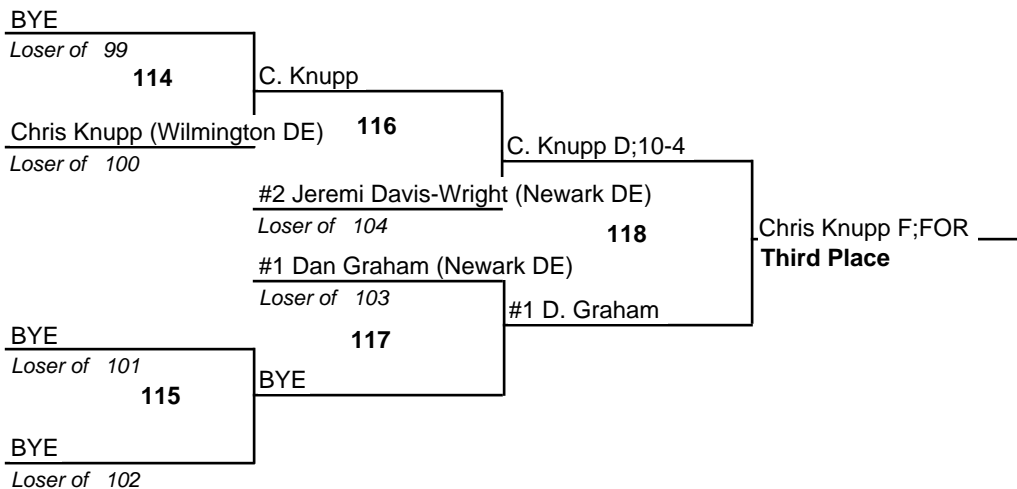 BYE
Loser of 99
114
C. Knupp
Chris Knupp (Wilmington DE)
116
Loser of 100
C. Knupp D;10-4
#2 Jeremi Davis-Wright (Newark DE)
Loser of 104
118
Chris Knupp F;FOR
Third Place
#1 Dan Graham (Newark DE)
Loser of 103
#1 D. Graham
117
BYE
Loser of 101
115
BYE
BYE
Loser of 102